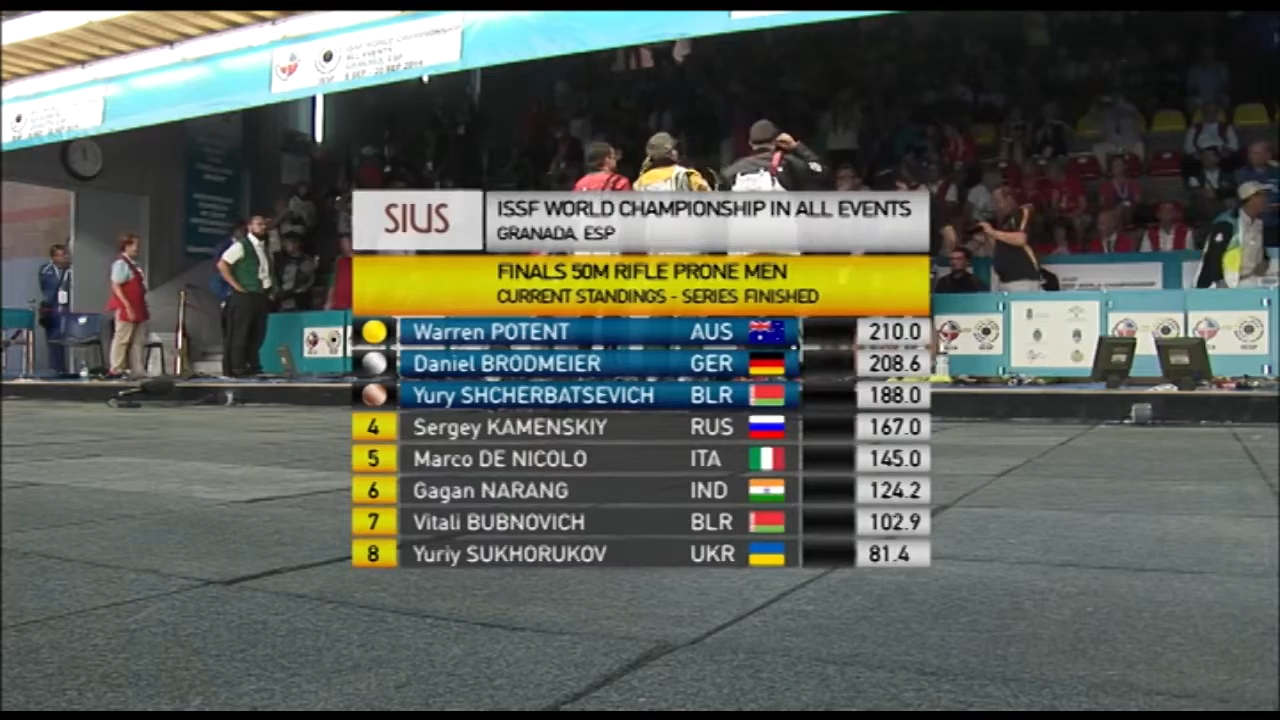 SIUS
ISSF WORLD CHAMPIONSHIP IN ALL EVENTS
GRANADA, ESP
FINALS 50M RIFLE PRONE MEN
CURRENT STANDINGS - SERIES FINISHED
Warren POTENT AUS 210.0
Daniel BRODMEIER GER 208.6
Yury SHCHERBATSEVICH BLR 188.0
4 Sergey KAMENSKIY RUS 167.0
5 Marco DE NICOLO ITA 145.0
6 Gagan NARANG IND 124.2
7 Vitali BUBNOVICH BLR 102.9
8 Yuriy SUKHORUKOV UKR 81.4